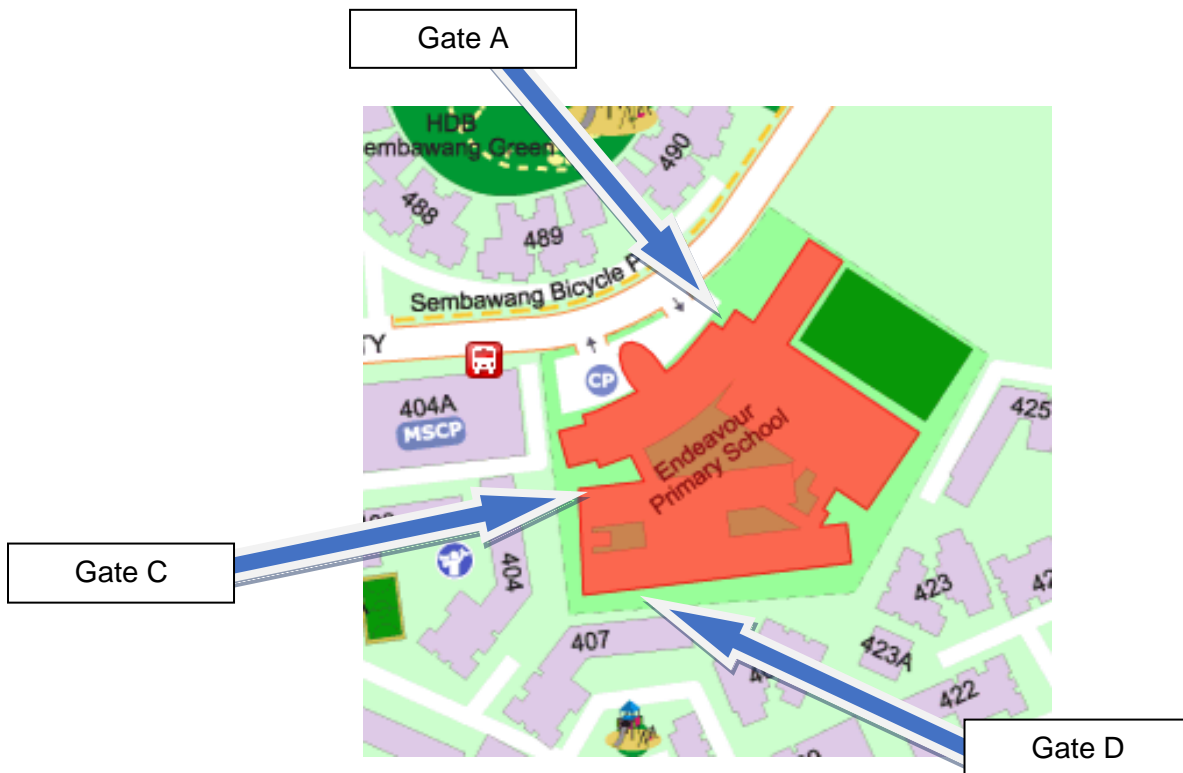 Gate A
HDB
embawang Green
490
488
489
Sembawang Bicycle P
TY
CP
404A
MSCP
425
Endeavour
Primary School
Gate C
404
423
407
423A
422
Gate D